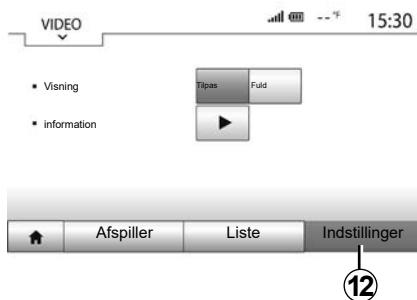 VIDEO
--°F
15:30
▪ Visning
Tilpas
Fuld
▪ information
Afspiller
Liste
Indstillinger
12